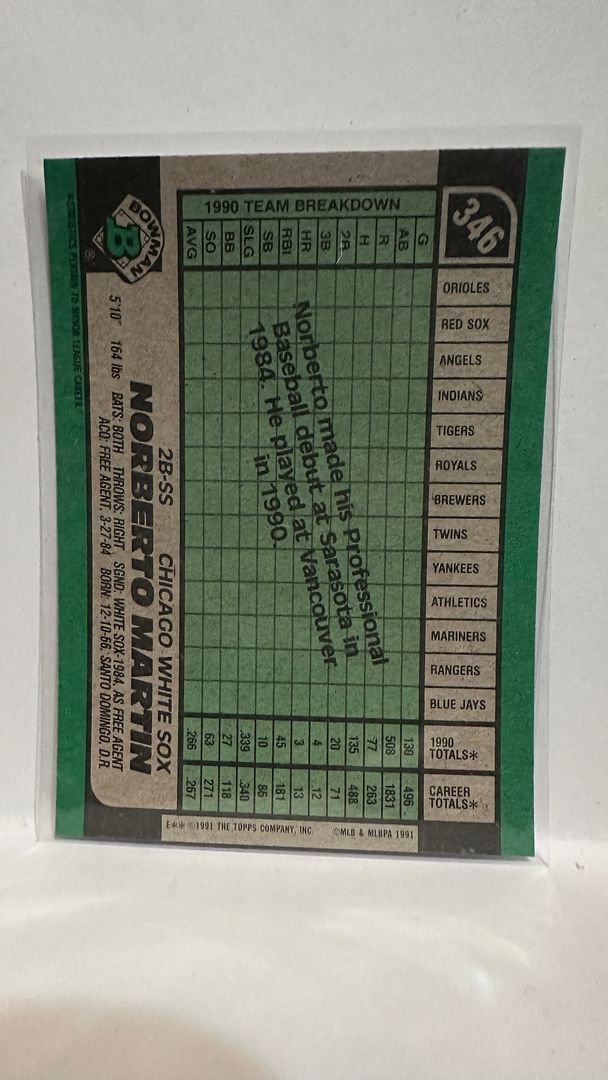 346
ORIOLES
RED SOX
ANGELS
INDIANS
TIGERS
ROYALS
BREWERS
TWINS
YANKEES
ATHLETICS
MARINERS
RANGERS
BLUE JAYS
1990 TOTALS*
CAREER TOTALS*
1990 TEAM BREAKDOWN
G 130 496
AB 508 1831
R 77 263
H 135 488
2B 20 71
3B 4 12
HR 3 13
RBI 45 181
SB 10 86
SLG .339 .340
BB 27 118
SO 63 271
AVG .266 .267
Norberto made his Professional
Baseball debut at Sarasota in
1984. He played at Vancouver
in 1990.
E** ©1991 THE TOPPS COMPANY, INC. ©MLB & MLBPA 1991
BOWMAN
B
®
2B-SS CHICAGO WHITE SOX
NORBERTO MARTIN
5'10" 164 lbs BATS: BOTH THROWS: RIGHT SGND: WHITE SOX-1984, AS FREE AGENT
ACQ: FREE AGENT, 3-27-84 BORN: 12-10-66, SANTO DOMINGO, D.R.
*STATISTICS PERTAIN TO MINOR LEAGUE CAREER